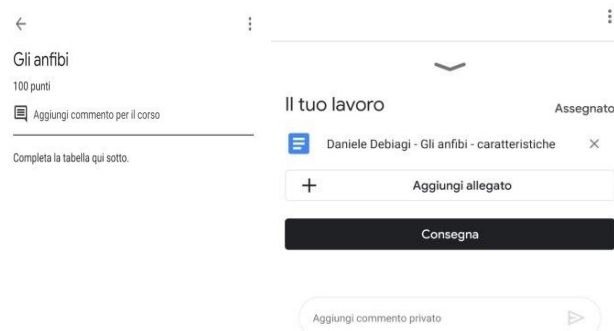 Gli anfibi
100 punti
Aggiungi commento per il corso
Completa la tabella qui sotto.
Il tuo lavoro
Assegnato
Daniele Debiagi - Gli anfibi - caratteristiche
Aggiungi allegato
Consegna
Aggiungi commento privato